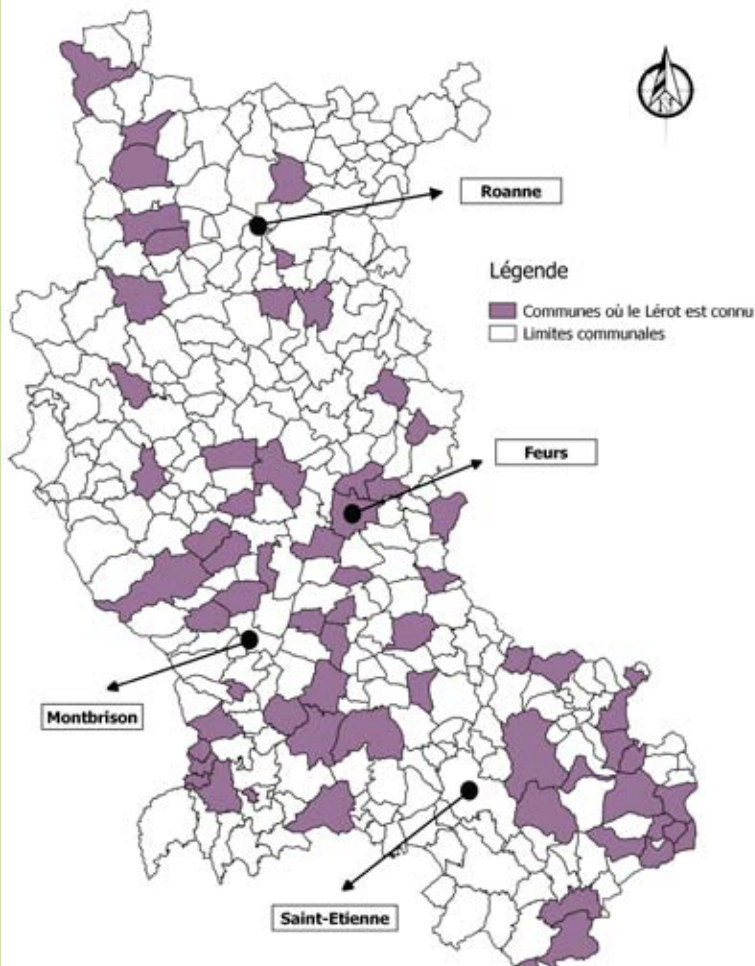 Roanne
Légende
Communes où le Lérot est connu
Limites communales
Feurs
Montbrison
Saint-Etienne